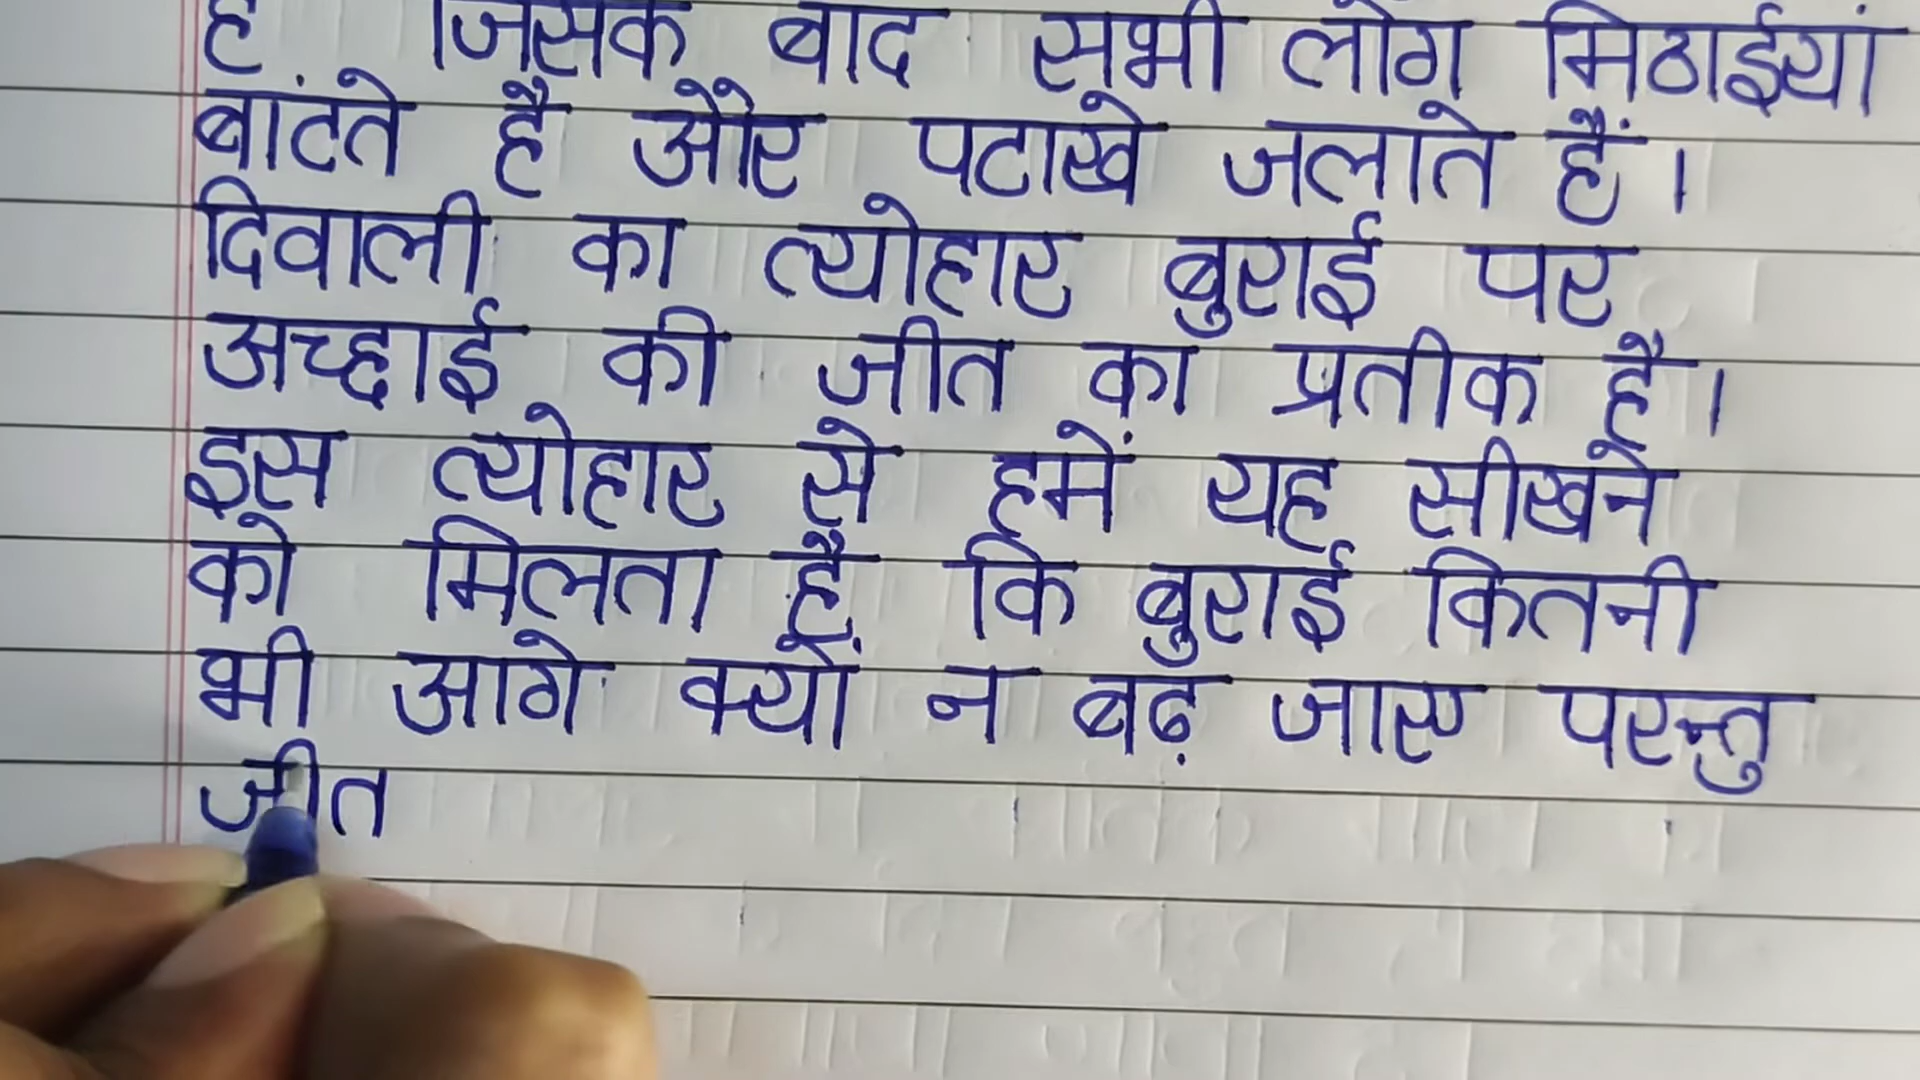 है जिसके बाद सभी लोग मिठाईयां
बांटते है और पटाखे जलाते हैं।
दिवाली का त्योहार बुराई पर
अच्छाई की जीत का प्रतीक है।
इस त्योहार से हमें यह सीखने
को मिलता है कि बुराई कितनी
भी आगे क्यों न बढ़ जाए परन्तु
जीत